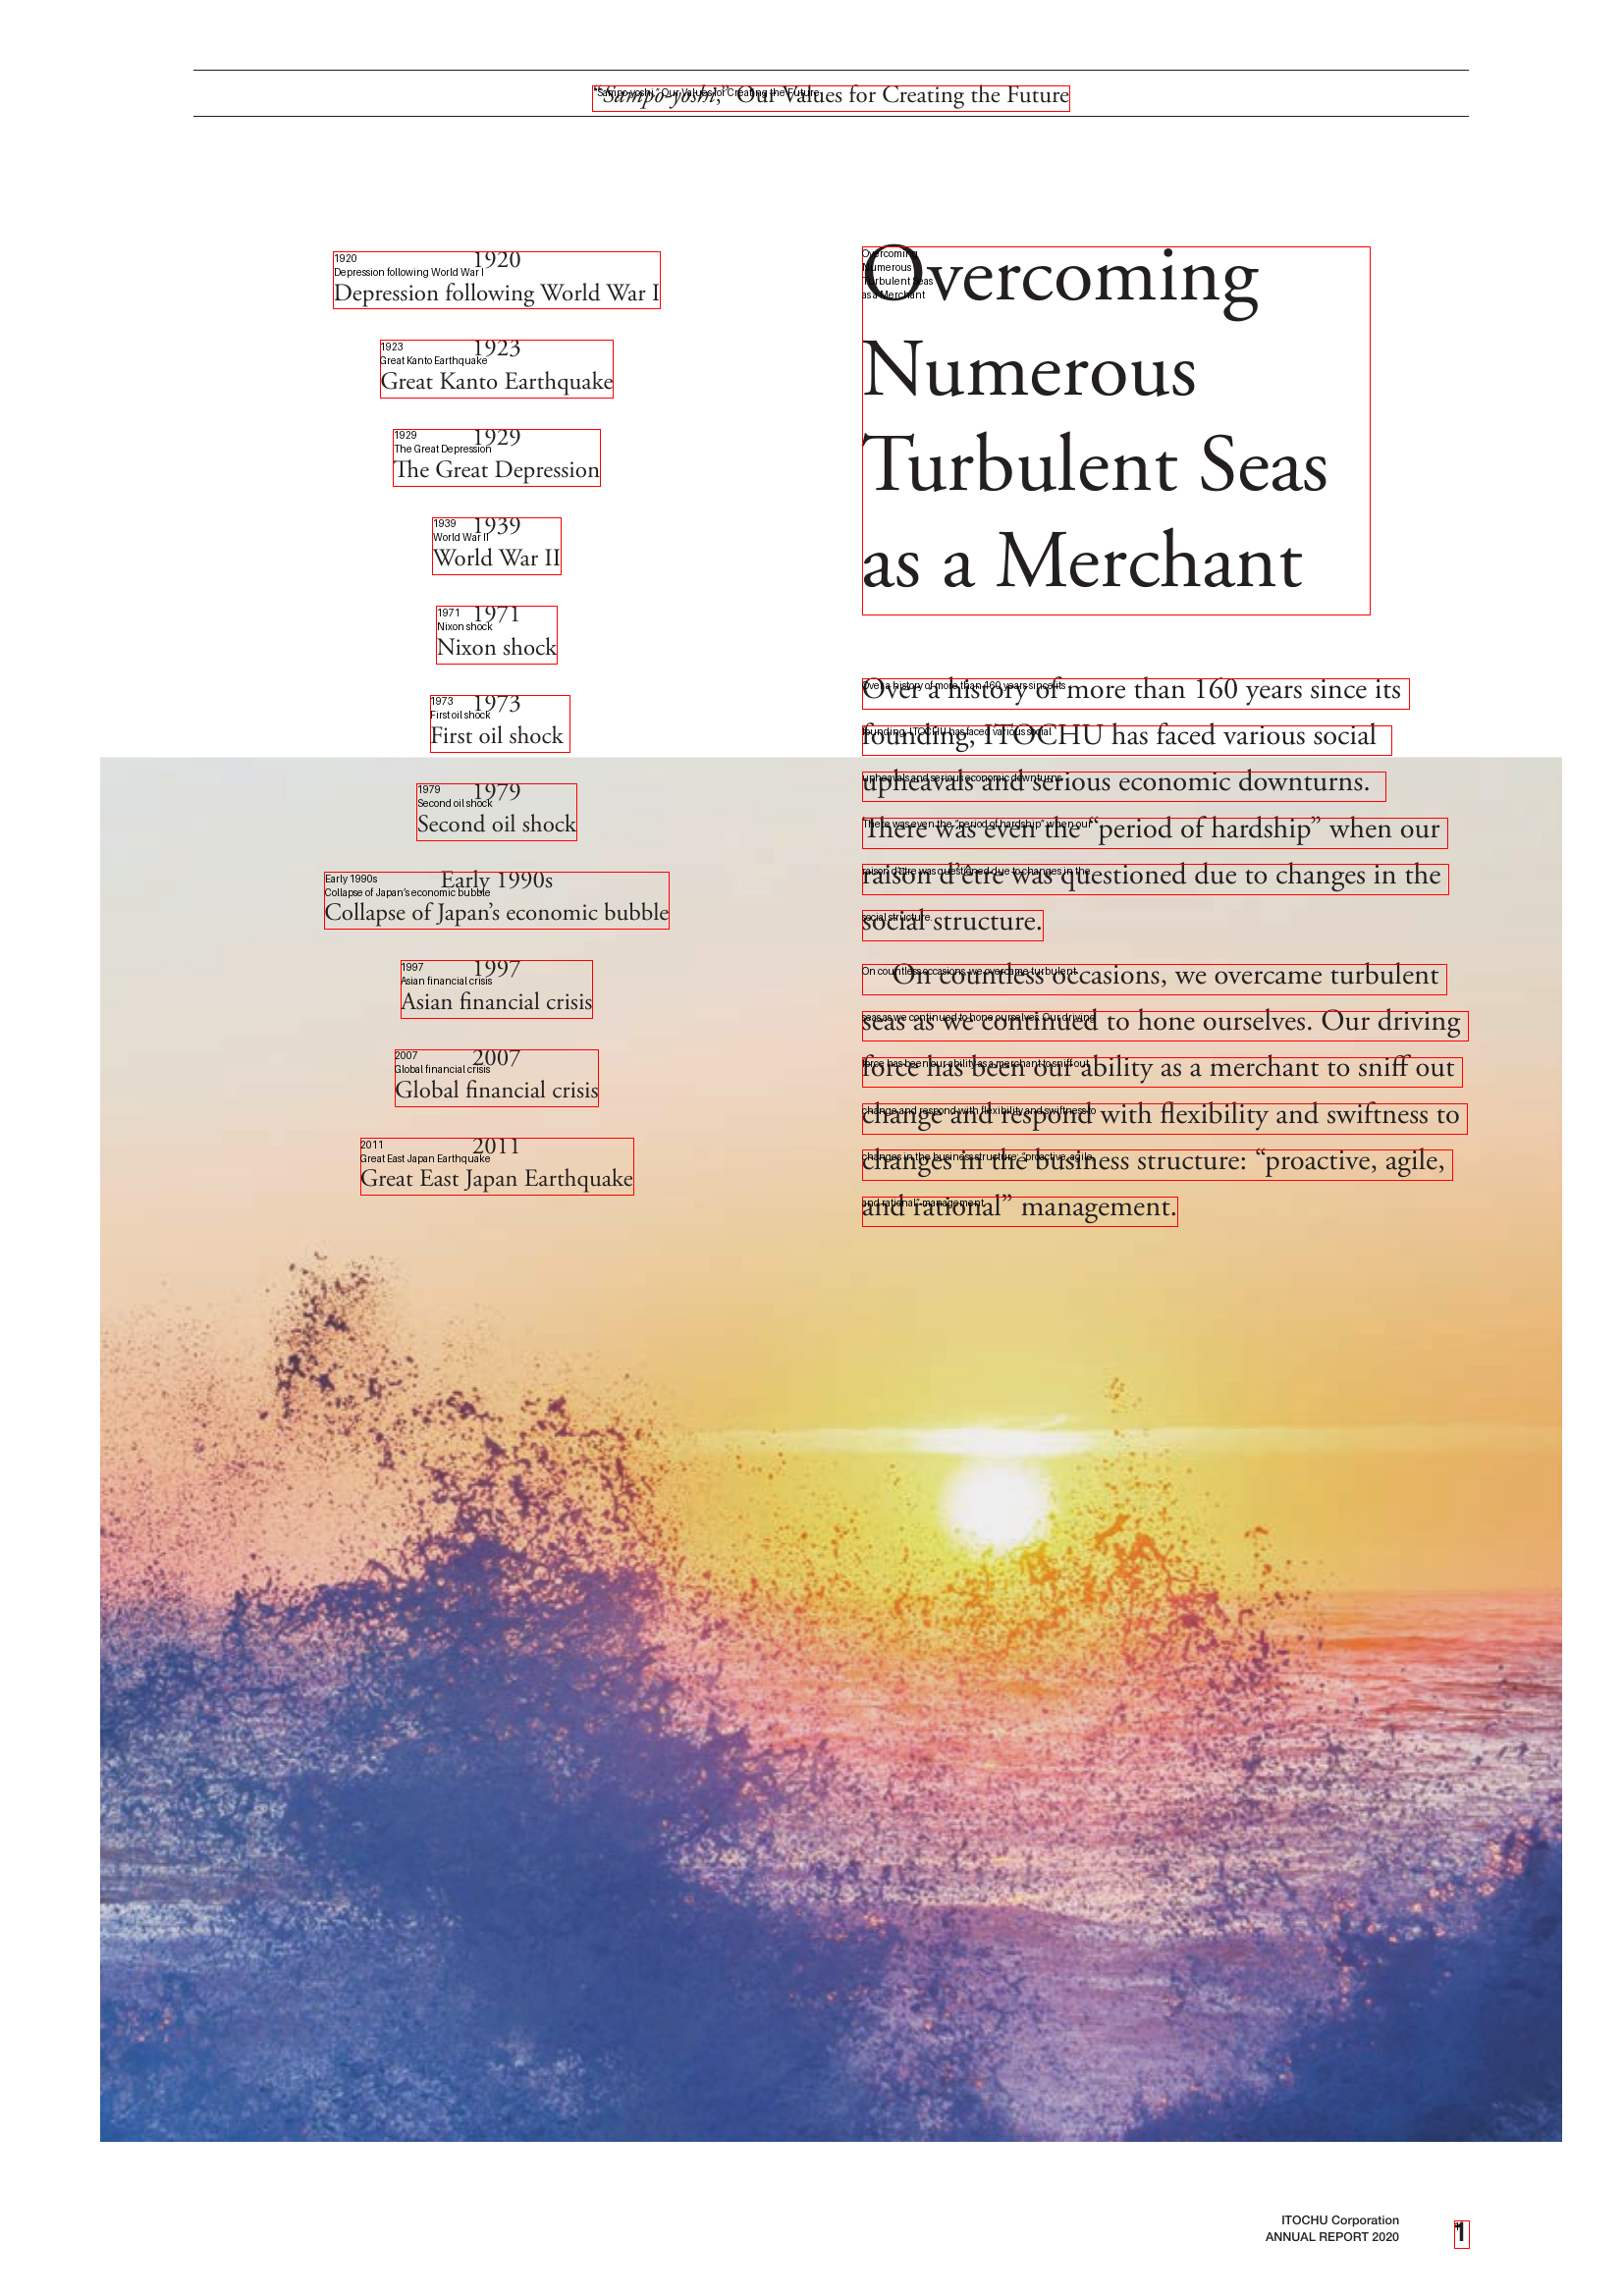 “Sampo-yoshi,” Our Values for Creating the Future
1920
Depression following World War I
1923
Great Kanto Earthquake
1929
The Great Depression
1939
World War II
1971
Nixon shock
1973
First oil shock
1979
Second oil shock
Early 1990s
Collapse of Japan’s economic bubble
1997
Asian financial crisis
2007
Global financial crisis
2011
Great East Japan Earthquake
Overcoming
Numerous
Turbulent Seas
as a Merchant
Over a history of more than 160 years since its
founding, ITOCHU has faced various social
upheavals and serious economic downturns.
There was even the “period of hardship” when our
raison d’être was questioned due to changes in the
social structure.
On countless occasions, we overcame turbulent
seas as we continued to hone ourselves. Our driving
force has been our ability as a merchant to sniff out
change and respond with flexibility and swiftness to
changes in the business structure: “proactive, agile,
and rational” management.
ITOCHU Corporation
ANNUAL REPORT 2020
1